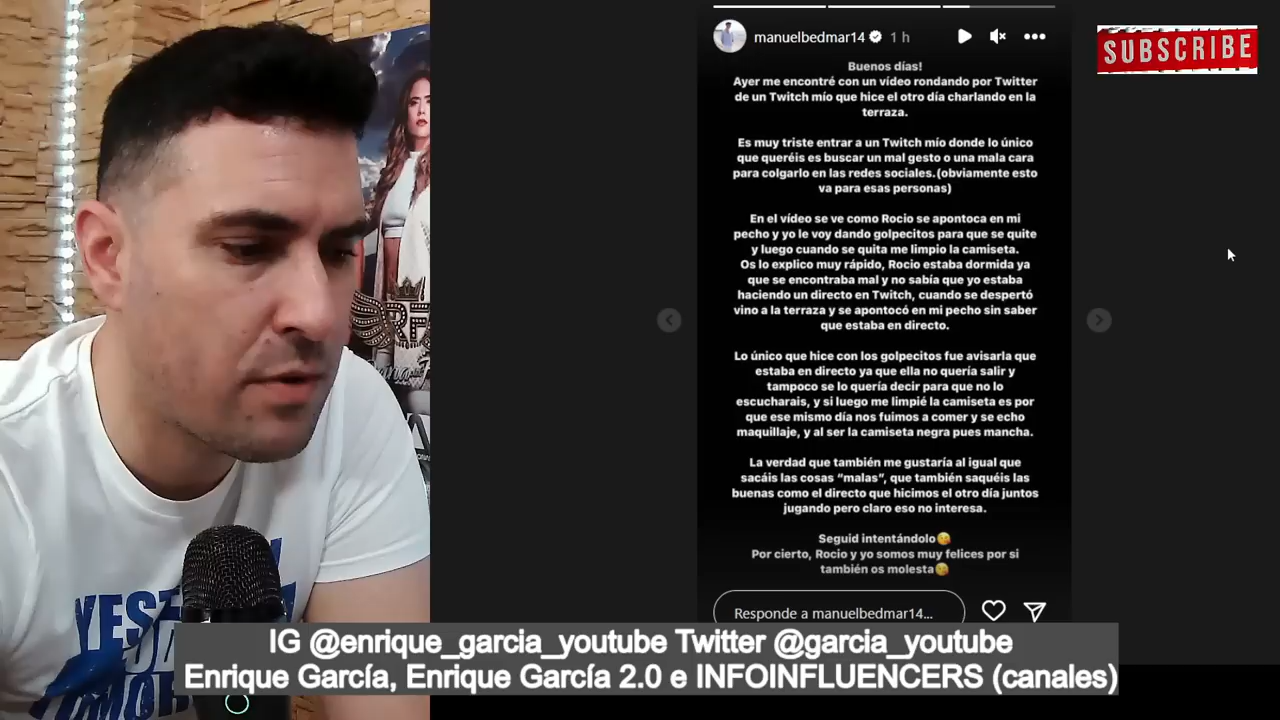 manuelbedmar14 1 h
SUBSCRIBE
Buenos días!
Ayer me encontré con un vídeo rondando por Twitter
de un Twitch mío que hice el otro día charlando en la
terraza.
Es muy triste entrar a un Twitch mío donde lo único
que queréis es buscar un mal gesto o una mala cara
para colgarlo en las redes sociales.(obviamente esto
va para esas personas)
En el vídeo se ve como Rocio se apontoca en mi
pecho y yo le voy dando golpecitos para que se quite
y luego cuando se quita me limpio la camiseta.
Os lo explico muy rápido, Rocio estaba dormida ya
que se encontraba mal y no sabía que yo estaba
haciendo un directo en Twitch, cuando se despertó
vino a la terraza y se apontocó en mi pecho sin saber
que estaba en directo.
Lo único que hice con los golpecitos fue avisarla que
estaba en directo ya que ella no quería salir y
tampoco se lo quería decir para que no lo
escucharais, y si luego me limpié la camiseta es por
que ese mismo día nos fuimos a comer y se echo
maquillaje, y al ser la camiseta negra pues mancha.
La verdad que también me gustaría al igual que
sacáis las cosas “malas”, que también saquéis las
buenas como el directo que hicimos el otro día juntos
jugando pero claro eso no interesa.
Seguid intentándolo😘
Por cierto, Rocio y yo somos muy felices por si
también os molesta😘
Responde a manuelbedmar14...
IG @enrique_garcia_youtube Twitter @garcia_youtube
Enrique García, Enrique García 2.0 e INFOINFLUENCERS (canales)